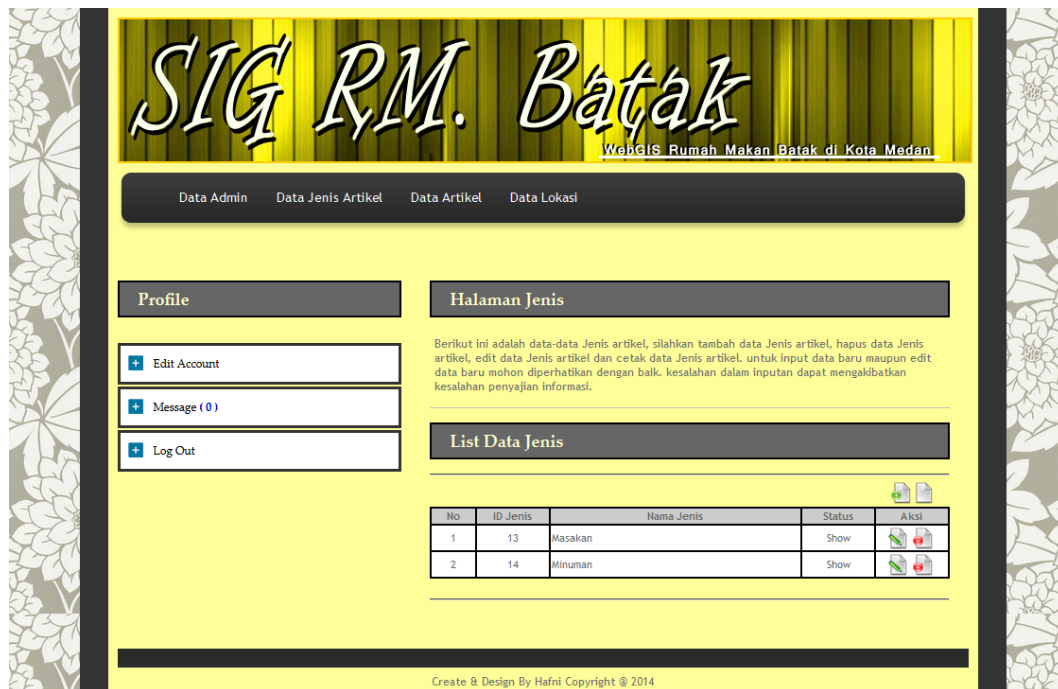 SIG RM. Batak
WebGIS Rumah Makan Batak di Kota Medan
Data Admin Data Jenis Artikel Data Artikel Data Lokasi
Profile
Edit Account
Message ( 0 )
Log Out
Halaman Jenis
Berikut ini adalah data-data Jenis artikel, silahkan tambah data Jenis artikel, hapus data Jenis
artikel, edit data Jenis artikel dan cetak data Jenis artikel. untuk input data baru maupun edit
data baru mohon diperhatikan dengan baik. kesalahan dalam inputan dapat mengakibatkan
kesalahan penyajian informasi.
List Data Jenis
No ID Jenis Nama Jenis Status Aksi
1 13 Masakan Show
2 14 Minuman Show
Create & Design By Hafni Copyright @ 2014